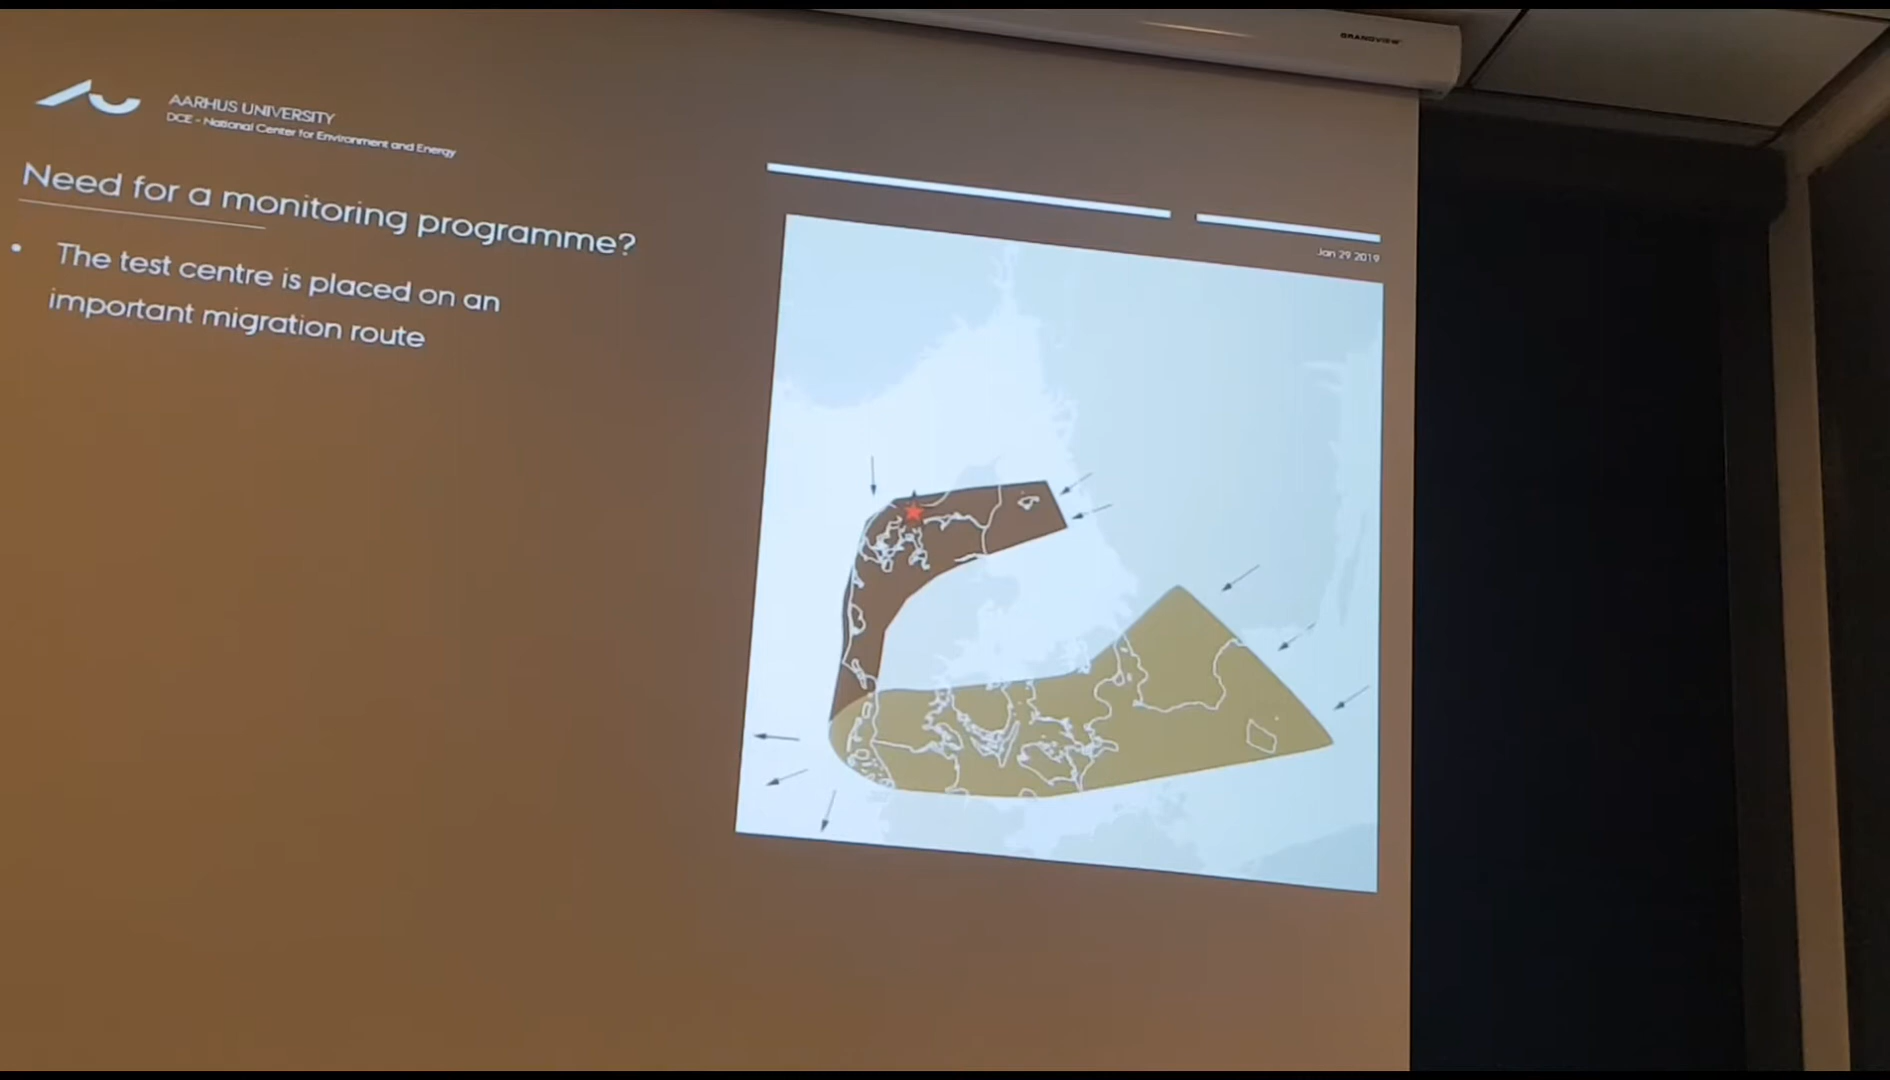 GRANDVIEW
AARHUS UNIVERSITY
DCE - National Center for Environment and Energy
Need for a monitoring programme?
• The test centre is placed on an
important migration route
Jan 29 2019